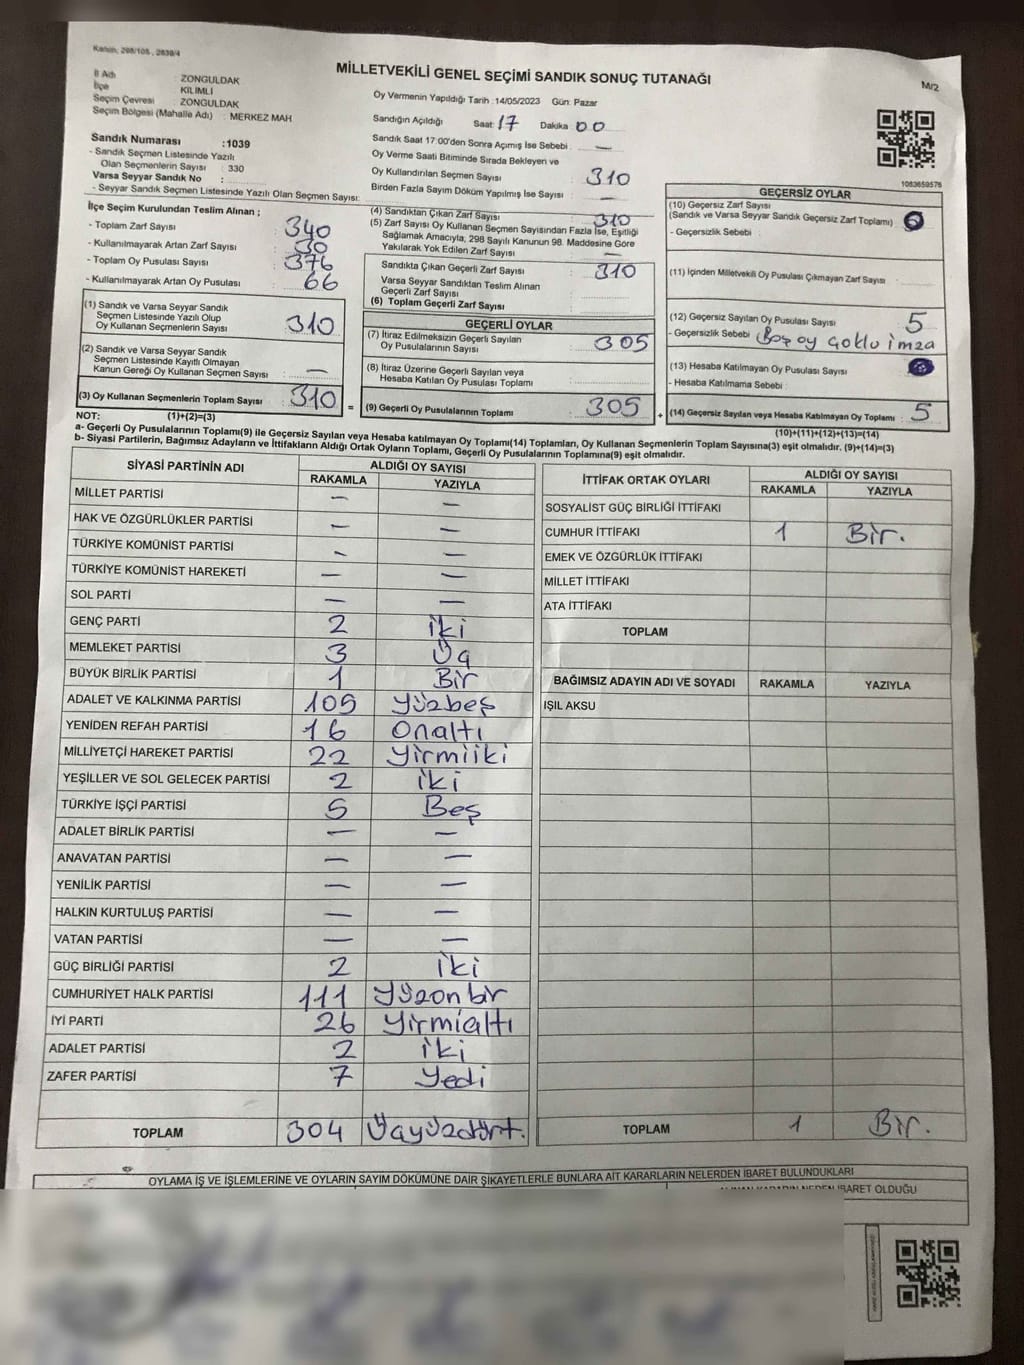 Kanun, 298/105 , 2839/4
MİLLETVEKİLİ GENEL SEÇİMİ SANDIK SONUÇ TUTANAĞI
M/2
İl Adı : ZONGULDAK
İlçe : KİLİMLİ
Seçim Çevresi : ZONGULDAK
Seçim Bölgesi (Mahalle Adı) : MERKEZ MAH
Sandık Numarası :1039
- Sandık Seçmen Listesinde Yazılı
Olan Seçmenlerin Sayısı : 330
Varsa Seyyar Sandık No :
- Seyyar Sandık Seçmen Listesinde Yazılı Olan Seçmen Sayısı:
Oy Vermenin Yapıldığı Tarih :14/05/2023 Gün: Pazar
Sandığın Açıldığı Saat: 17 Dakika 00
Sandık Saat 17:00'den Sonra Açılmış İse Sebebi : —
Oy Verme Saati Bitiminde Sırada Bekleyen ve
Oy Kullandırılan Seçmen Sayısı : 310
Birden Fazla Sayım Döküm Yapılmış İse Sayısı : —
1083659576
İlçe Seçim Kurulundan Teslim Alınan ;
- Toplam Zarf Sayısı : 340
- Kullanılmayarak Artan Zarf Sayısı : 30
- Toplam Oy Pusulası Sayısı : 376
- Kullanılmayarak Artan Oy Pusulası : 66
(1) Sandık ve Varsa Seyyar Sandık
Seçmen Listesinde Yazılı Olup
Oy Kullanan Seçmenlerin Sayısı : 310
(2) Sandık ve Varsa Seyyar Sandık
Seçmen Listesinde Kayıtlı Olmayan
Kanun Gereği Oy Kullanan Seçmen Sayısı : —
(3) Oy Kullanan Seçmenlerin Toplam Sayısı : 310
(4) Sandıktan Çıkan Zarf Sayısı : 310
(5) Zarf Sayısı Oy Kullanan Seçmen Sayısından Fazla İse, Eşitliği
Sağlamak Amacıyla, 298 Sayılı Kanunun 98. Maddesine Göre
Yakılarak Yok Edilen Zarf Sayısı : —
Sandıkta Çıkan Geçerli Zarf Sayısı : 310
Varsa Seyyar Sandıktan Teslim Alınan
Geçerli Zarf Sayısı :
(6) Toplam Geçerli Zarf Sayısı :
GEÇERLİ OYLAR
(7) İtiraz Edilmeksizin Geçerli Sayılan
Oy Pusulalarının Sayısı : 305
(8) İtiraz Üzerine Geçerli Sayılan veya
Hesaba Katılan Oy Pusulası Toplamı :
= (9) Geçerli Oy Pusulalarının Toplamı : 305 +
GEÇERSİZ OYLAR
(10) Geçersiz Zarf Sayısı
(Sandık ve Varsa Seyyar Sandık Geçersiz Zarf Toplamı) :
- Geçersizlik Sebebi :
(11) İçinden Milletvekili Oy Pusulası Çıkmayan Zarf Sayısı :
(12) Geçersiz Sayılan Oy Pusulası Sayısı : 5
- Geçersizlik Sebebi : Boş oy çoklu imza
(13) Hesaba Katılmayan Oy Pusulası Sayısı :
- Hesaba Katılmama Sebebi :
(14) Geçersiz Sayılan veya Hesaba Katılmayan Oy Toplamı : 5
NOT: (1)+(2)=(3)
(10)+(11)+(12)+(13)=(14)
a- Geçerli Oy Pusulalarının Toplamı(9) ile Geçersiz Sayılan veya Hesaba katılmayan Oy Toplamı(14) Toplamları, Oy Kullanan Seçmenlerin Toplam Sayısına(3) eşit olmalıdır. (9)+(14)=(3)
b- Siyasi Partilerin, Bağımsız Adayların ve İttifakların Aldığı Ortak Oyların Toplamı, Geçerli Oy Pusulalarının Toplamına(9) eşit olmalıdır.
SİYASİ PARTİNİN ADI ALDIĞI OY SAYISI
RAKAMLA YAZIYLA
MİLLET PARTİSİ — —
HAK VE ÖZGÜRLÜKLER PARTİSİ — —
TÜRKİYE KOMÜNİST PARTİSİ — —
TÜRKİYE KOMÜNİST HAREKETİ — —
SOL PARTİ — —
GENÇ PARTİ 2 iki
MEMLEKET PARTİSİ 3 Üç
BÜYÜK BİRLİK PARTİSİ 1 Bir
ADALET VE KALKINMA PARTİSİ 105 Yüzbeş
YENİDEN REFAH PARTİSİ 16 Onaltı
MİLLİYETÇİ HAREKET PARTİSİ 22 Yirmiiki
YEŞİLLER VE SOL GELECEK PARTİSİ 2 iki
TÜRKİYE İŞÇİ PARTİSİ 5 Beş
ADALET BİRLİK PARTİSİ — —
ANAVATAN PARTİSİ — —
YENİLİK PARTİSİ — —
HALKIN KURTULUŞ PARTİSİ — —
VATAN PARTİSİ — —
GÜÇ BİRLİĞİ PARTİSİ 2 iki
CUMHURİYET HALK PARTİSİ 111 Yüzonbir
İYİ PARTİ 26 Yirmialtı
ADALET PARTİSİ 2 iki
ZAFER PARTİSİ 7 Yedi
TOPLAM 304 Üçyüzdört.
İTTİFAK ORTAK OYLARI ALDIĞI OY SAYISI
RAKAMLA YAZIYLA
SOSYALİST GÜÇ BİRLİĞİ İTTİFAKI
CUMHUR İTTİFAKI 1 Bir.
EMEK VE ÖZGÜRLÜK İTTİFAKI
MİLLET İTTİFAKI
ATA İTTİFAKI
TOPLAM
BAĞIMSIZ ADAYIN ADI VE SOYADI RAKAMLA YAZIYLA
IŞIL AKSU
TOPLAM 1 Bir.
OYLAMA İŞ VE İŞLEMLERİNE VE OYLARIN SAYIM DÖKÜMÜNE DAİR ŞİKAYETLERLE BUNLARA AİT KARARLARIN NELERDEN İBARET BULUNDUKLARI
İBARET OLDUĞU